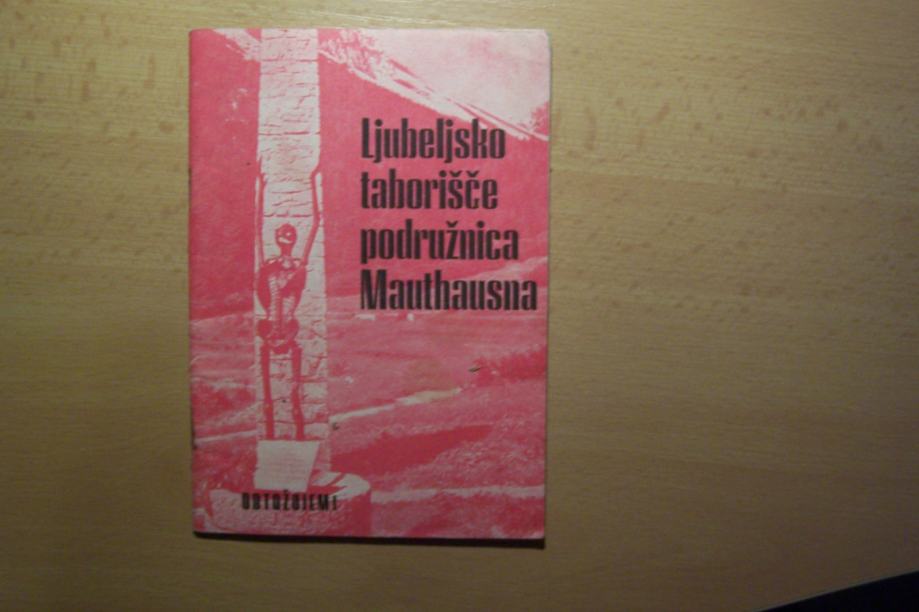 Ljubeljsko
taborišče
podružnica
Mauthausna
OBTOŽUJEM!